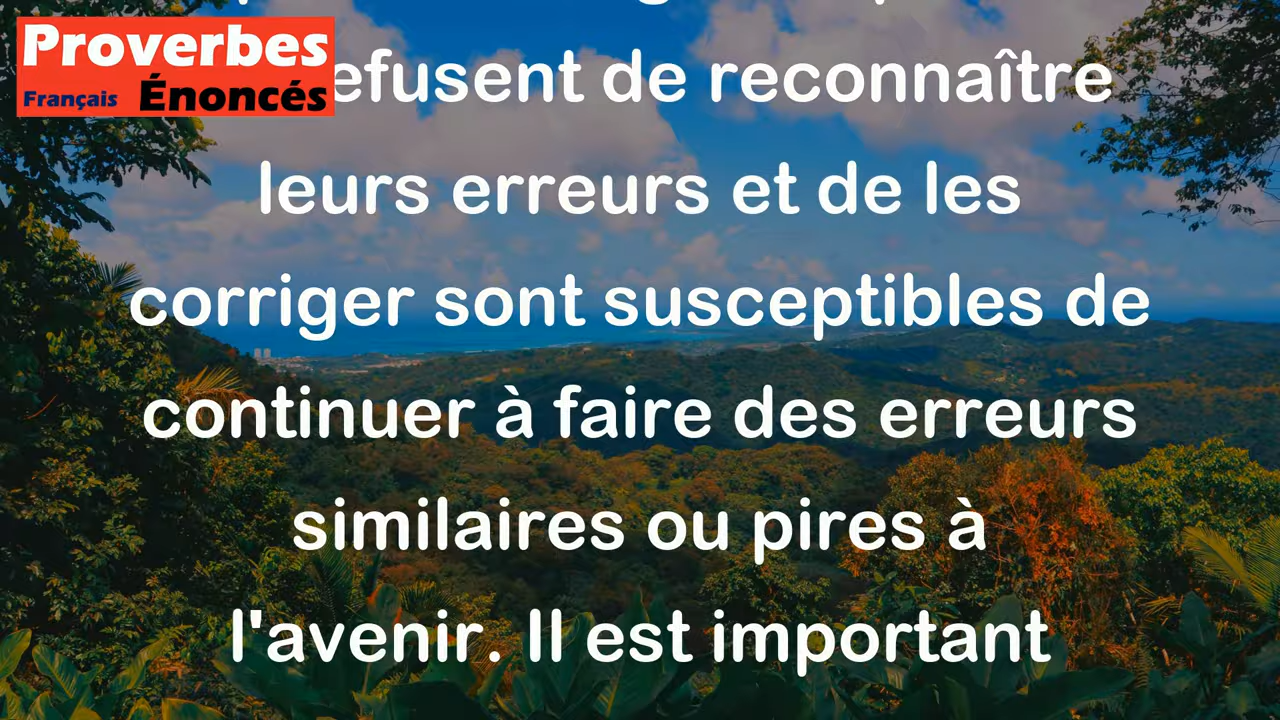 Proverbes
Français Énoncés
efusent de reconnaître
leurs erreurs et de les
corriger sont susceptibles de
continuer à faire des erreurs
similaires ou pires à
l'avenir. Il est important